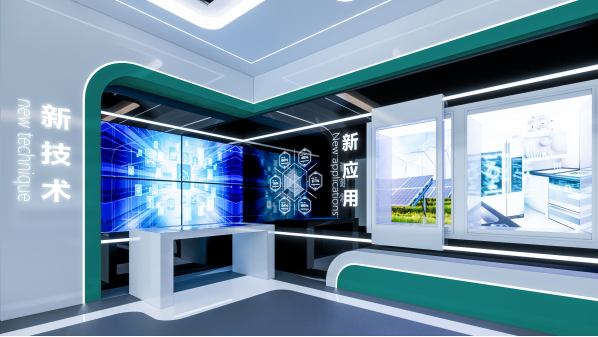 新技术
new technique
新应用
New applications